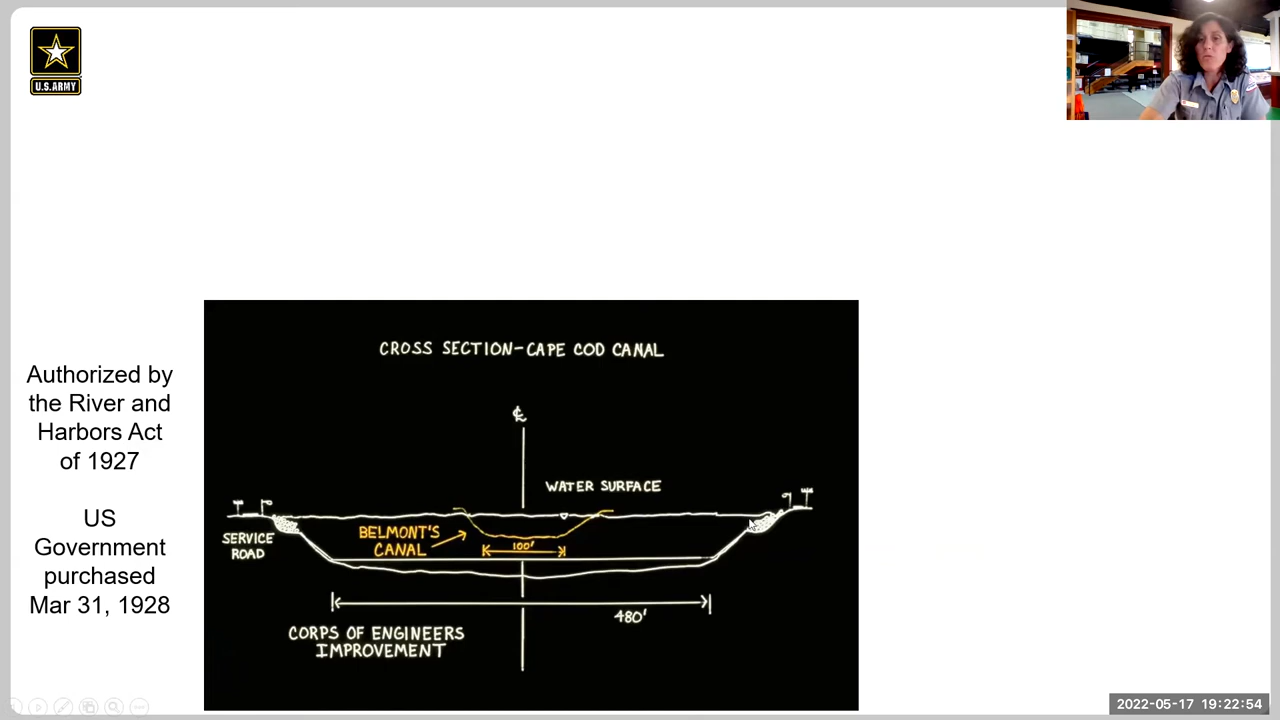 U.S.ARMY
Authorized by
the River and
Harbors Act
of 1927
US
Government
purchased
Mar 31, 1928
CROSS SECTION-CAPE COD CANAL
℄
WATER SURFACE
BELMONT'S
CANAL
100'
SERVICE
ROAD
480'
CORPS OF ENGINEERS
IMPROVEMENT
2022-05-17 19:22:54